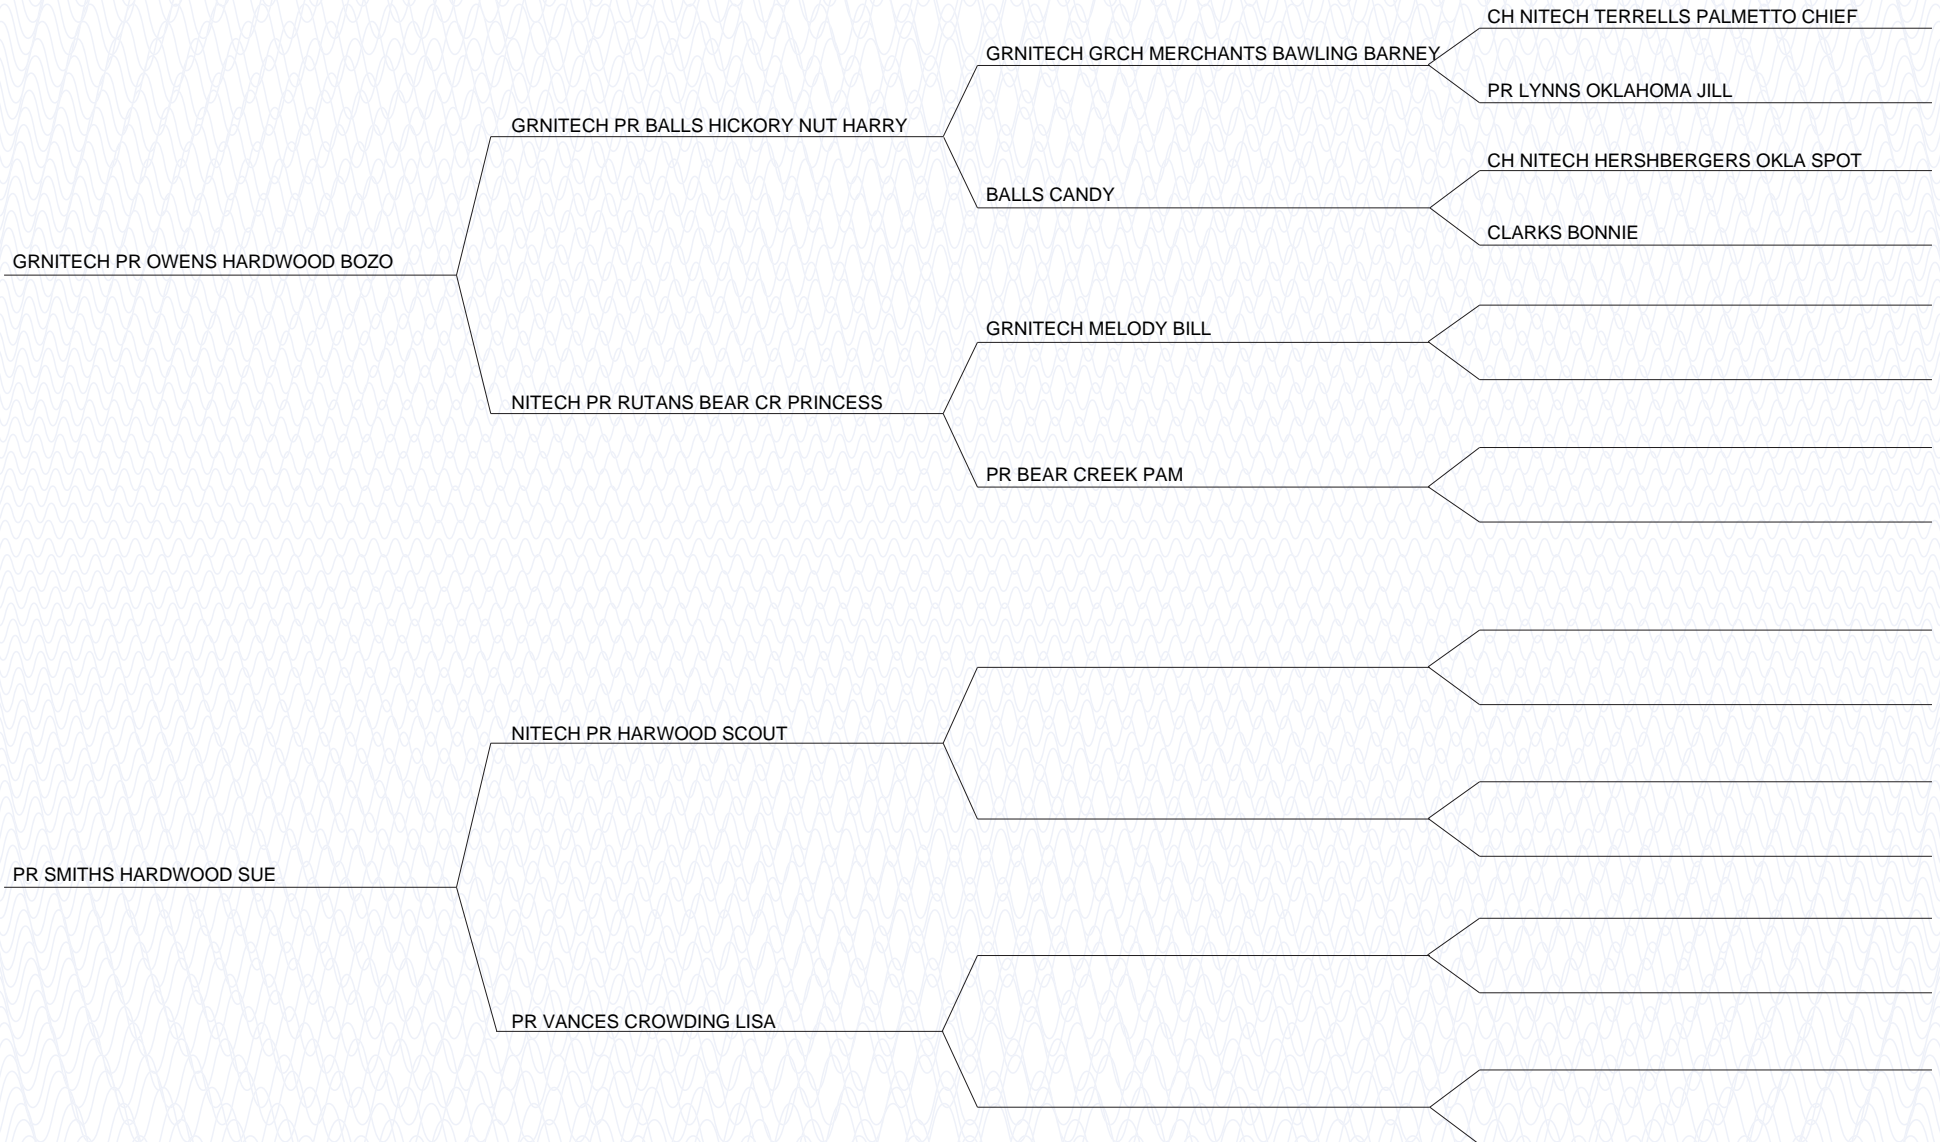 CH NITECH TERRELLS PALMETTO CHIEF
GRNITECH GRCH MERCHANTS BAWLING BARNEY
PR LYNNS OKLAHOMA JILL
GRNITECH PR BALLS HICKORY NUT HARRY
CH NITECH HERSHBERGERS OKLA SPOT
BALLS CANDY
CLARKS BONNIE
GRNITECH PR OWENS HARDWOOD BOZO
GRNITECH MELODY BILL
NITECH PR RUTANS BEAR CR PRINCESS
PR BEAR CREEK PAM
NITECH PR HARWOOD SCOUT
PR SMITHS HARDWOOD SUE
PR VANCES CROWDING LISA